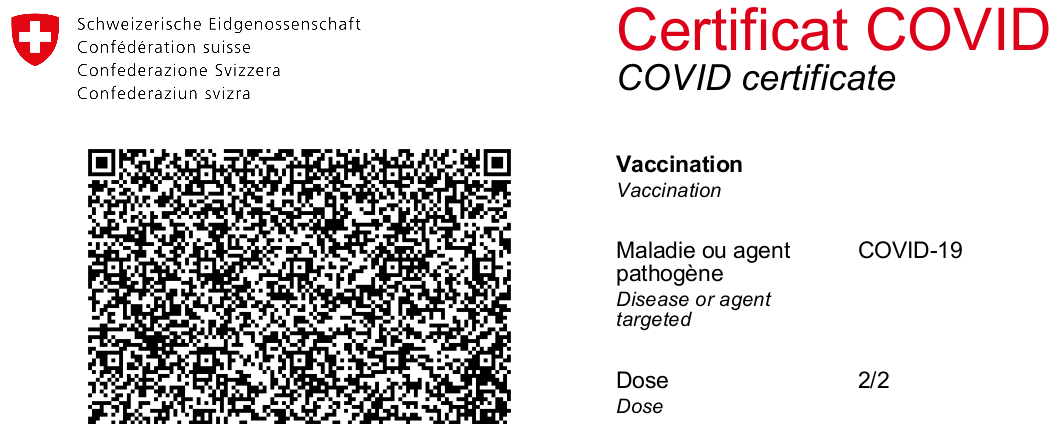 Schweizerische Eidgenossenschaft
Confédération suisse
Confederazione Svizzera
Confederaziun svizra
Certificat COVID
COVID certificate
Vaccination
Vaccination
Maladie ou agent
pathogène
COVID-19
Disease or agent
targeted
Dose
2/2
Dose